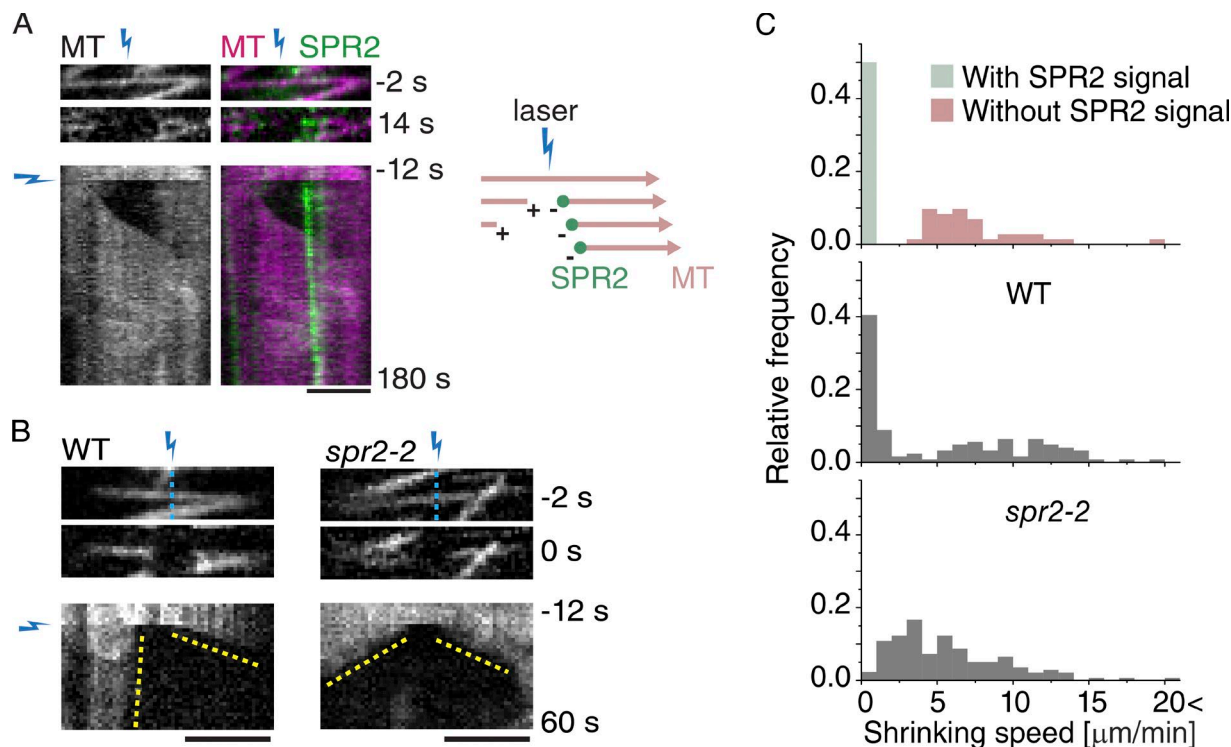 A
MT
MT SPR2
-2 s
14 s
-12 s
180 s
laser
+ -
+ -
-
SPR2 MT
B
WT
spr2-2
-2 s
0 s
-12 s
60 s
C
With SPR2 signal
Without SPR2 signal
0.4
0.2
0.0
WT
0.4
0.2
0.0
spr2-2
0.4
0.2
0.0
0 5 10 15 20<
Relative frequency
Shrinking speed [μm/min]